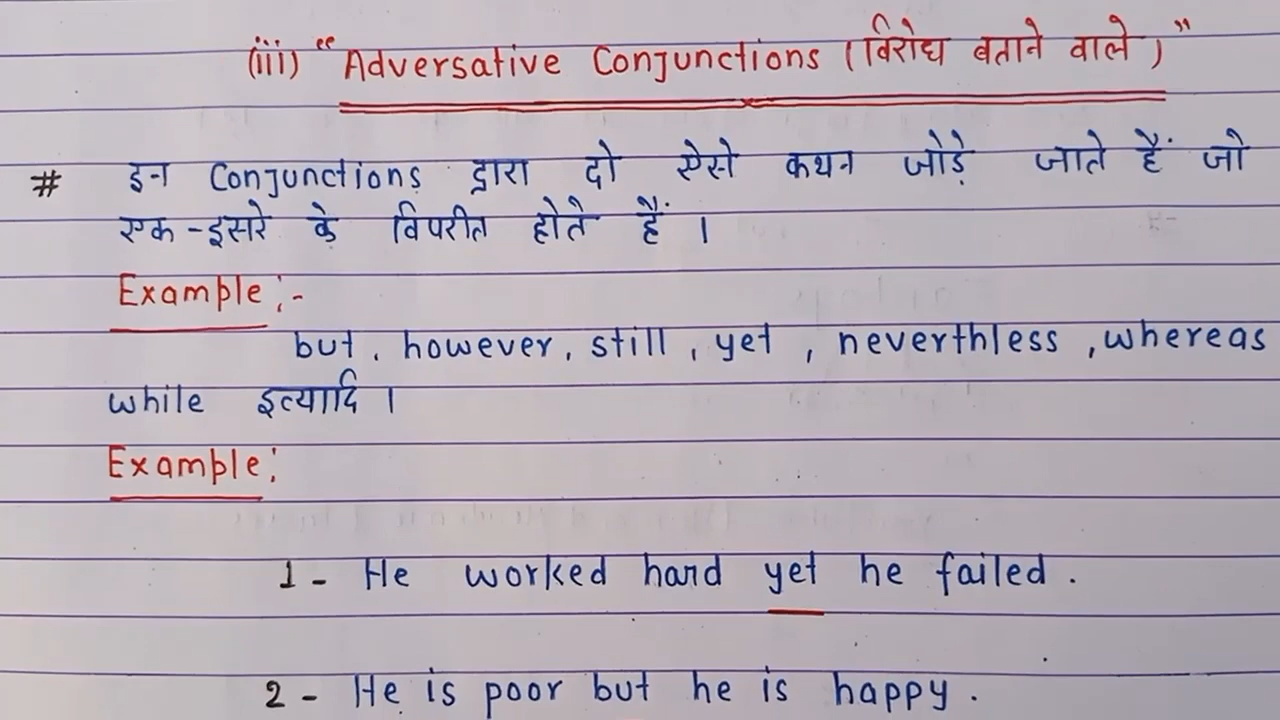 (iii) “Adversative Conjunctions (विरोध बताने वाले)”
# इन Conjunctions द्वारा दो ऐसे कथन जोड़े जाते हैं जो
एक-दूसरे के विपरीत होते हैं ।
Example :-
but, however, still, yet, neverthless, whereas
while इत्यादि ।
Example :
1- He worked hard yet he failed.
2- He is poor but he is happy.